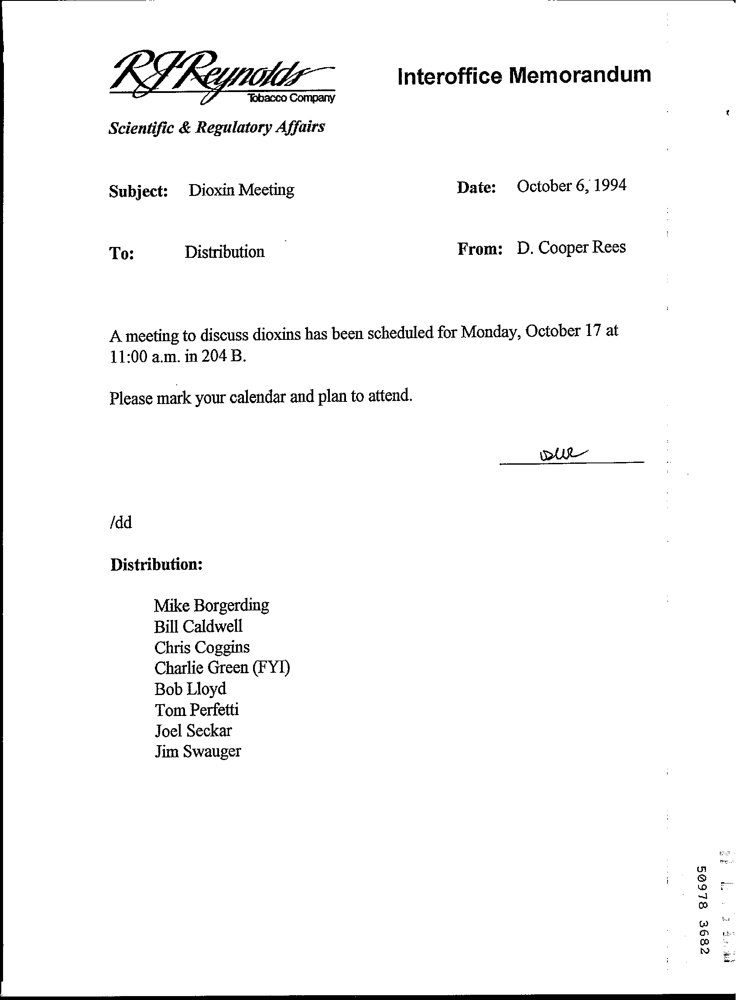 RJReynolds
Tobacco Company
Interoffice Memorandum
Scientific & Regulatory Affairs
Subject: Dioxin Meeting
Date: October 6, 1994
To: Distribution
From: D. Cooper Rees
A meeting to discuss dioxins has been scheduled for Monday, October 17 at
11:00 a.m. in 204 B.
Please mark your calendar and plan to attend.
/dd
Distribution:
Mike Borgerding
Bill Caldwell
Chris Coggins
Charlie Green (FYI)
Bob Lloyd
Tom Perfetti
Joel Seckar
Jim Swauger
50978 3682